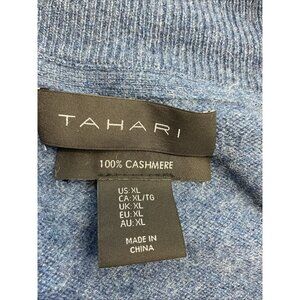 TAHARI
100% CASHMERE
US: XL
CA: XL/TG
UK: XL
EU: XL
AU: XL
MADE IN
CHINA